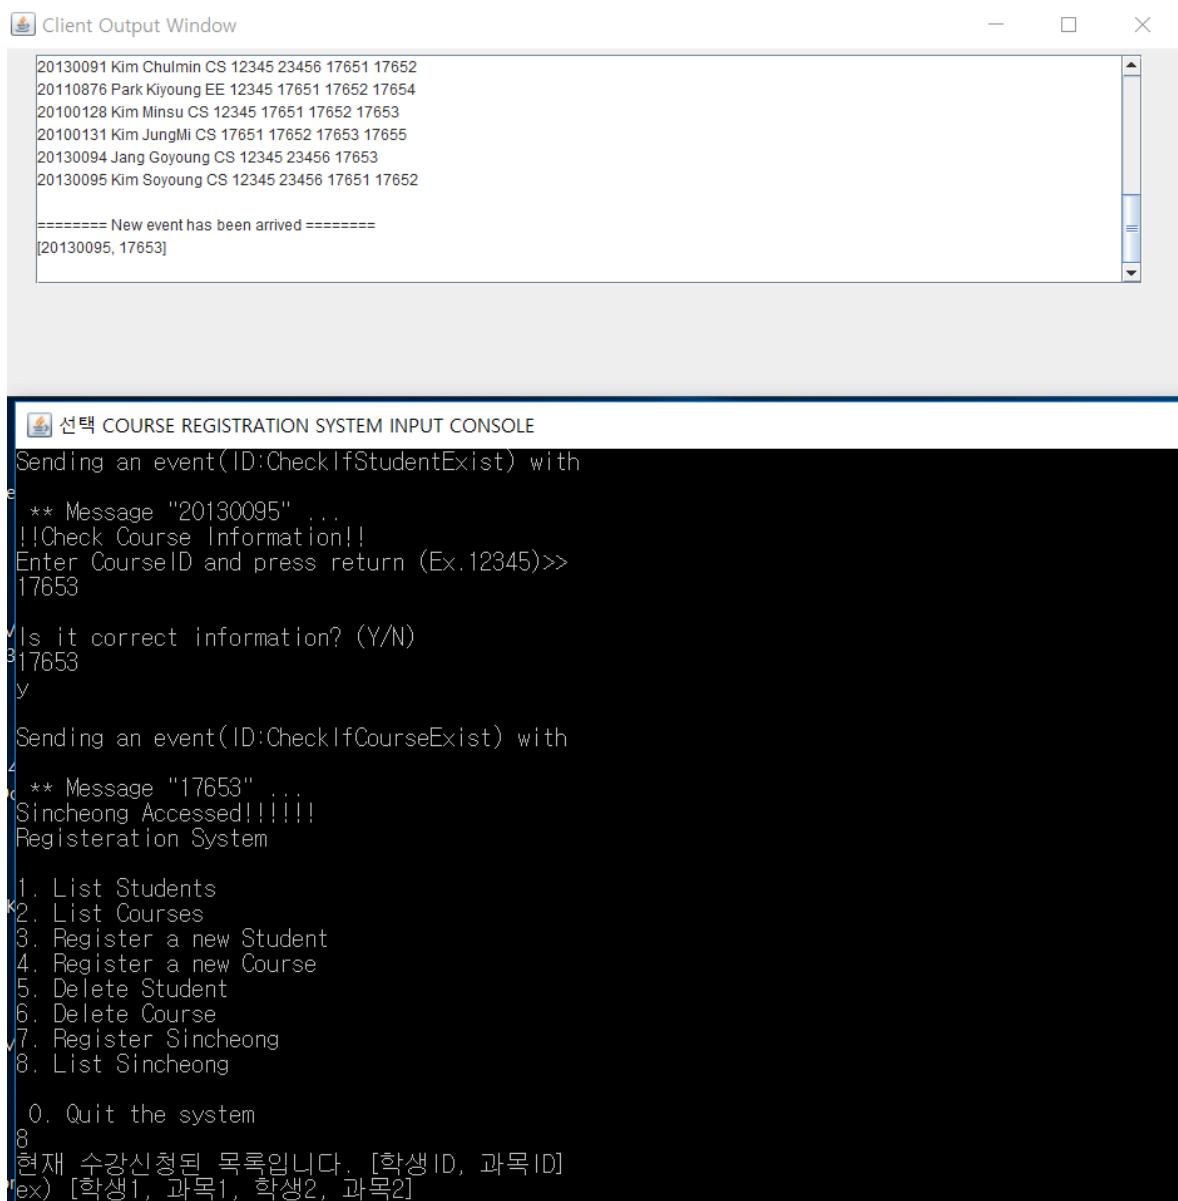 Client Output Window
20130091 Kim Chulmin CS 12345 23456 17651 17652
20110876 Park Kiyoung EE 12345 17651 17652 17654
20100128 Kim Minsu CS 12345 17651 17652 17653
20100131 Kim JungMi CS 17651 17652 17653 17655
20130094 Jang Goyoung CS 12345 23456 17653
20130095 Kim Soyoung CS 12345 23456 17651 17652
======== New event has been arrived ========
[20130095, 17653]
선택 COURSE REGISTRATION SYSTEM INPUT CONSOLE
Sending an event(ID:CheckIfStudentExist) with
** Message "20130095" ...
!!Check Course Information!!
Enter CourseID and press return (Ex.12345)>>
17653
Is it correct information? (Y/N)
17653
y
Sending an event(ID:CheckIfCourseExist) with
** Message "17653" ...
Sincheong Accessed!!!!!!
Registeration System
1. List Students
2. List Courses
3. Register a new Student
4. Register a new Course
5. Delete Student
6. Delete Course
7. Register Sincheong
8. List Sincheong
0. Quit the system
8
현재 수강신청된 목록입니다. [학생ID, 과목ID]
ex) [학생1, 과목1, 학생2, 과목2]